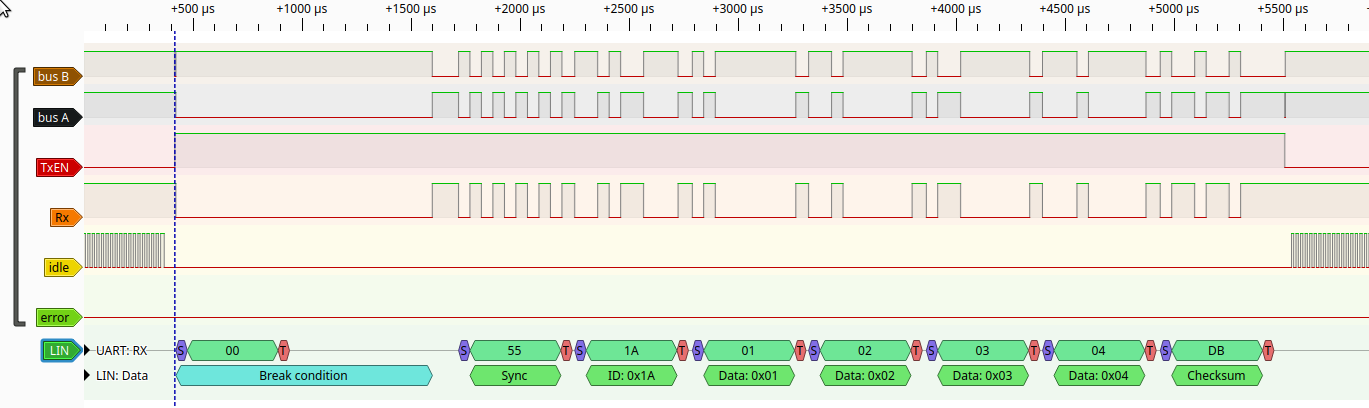 +500 µs +1000 µs +1500 µs +2000 µs +2500 µs +3000 µs +3500 µs +4000 µs +4500 µs +5000 µs +5500 µs
bus B
bus A
TxEN
Rx
idle
error
LIN UART: RX S 00 T S 55 T S 1A T S 01 T S 02 T S 03 T S 04 T S DB T
LIN: Data Break condition Sync ID: 0x1A Data: 0x01 Data: 0x02 Data: 0x03 Data: 0x04 Checksum